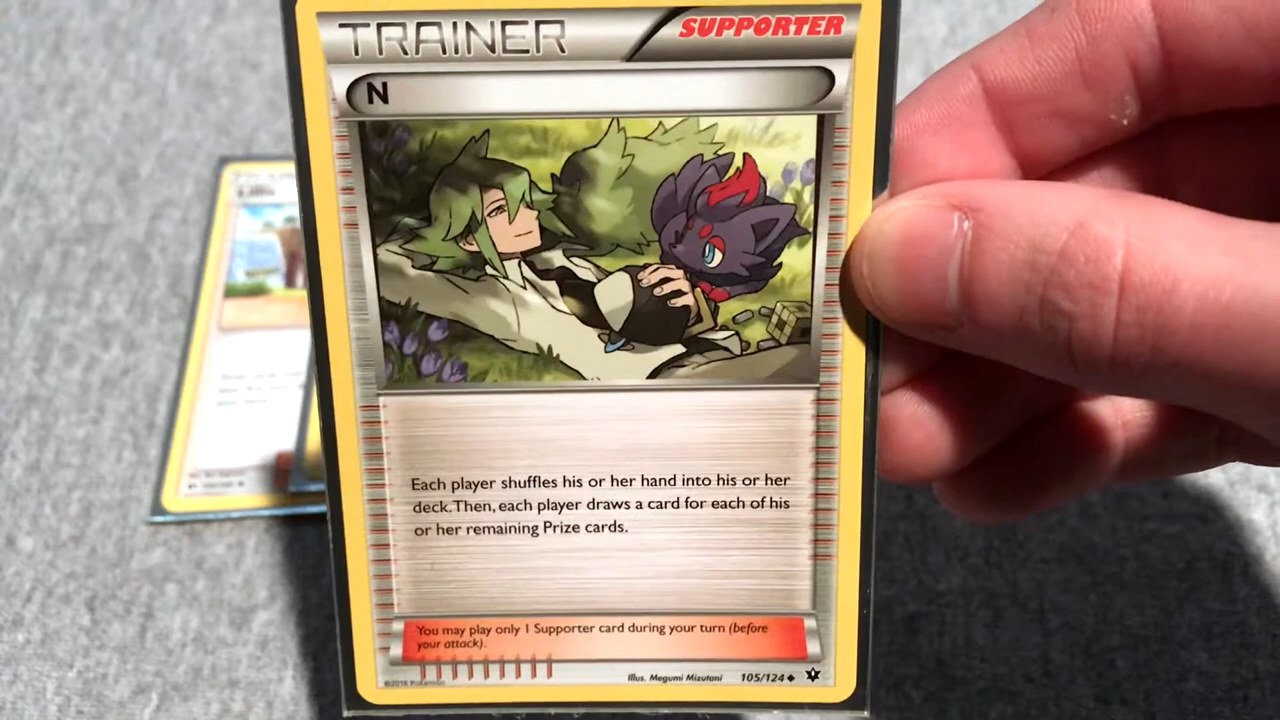 TRAINER
SUPPORTER
N
Each player shuffles his or her hand into his or her
deck. Then, each player draws a card for each of his
or her remaining Prize cards.
You may play only 1 Supporter card during your turn (before
your attack).
©2016 Pokémon
Illus. Megumi Mizutani
105/124